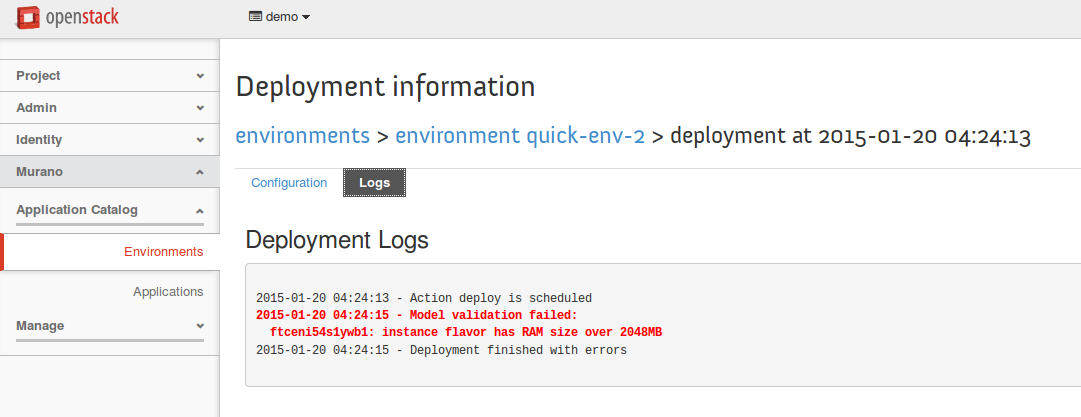 openstack
demo
Project
Admin
Identity
Murano
Application Catalog
Environments
Applications
Manage
Deployment information
environments > environment quick-env-2 > deployment at 2015-01-20 04:24:13
Configuration Logs
Deployment Logs
2015-01-20 04:24:13 - Action deploy is scheduled
2015-01-20 04:24:15 - Model validation failed:
ftceni54s1ywb1: instance flavor has RAM size over 2048MB
2015-01-20 04:24:15 - Deployment finished with errors